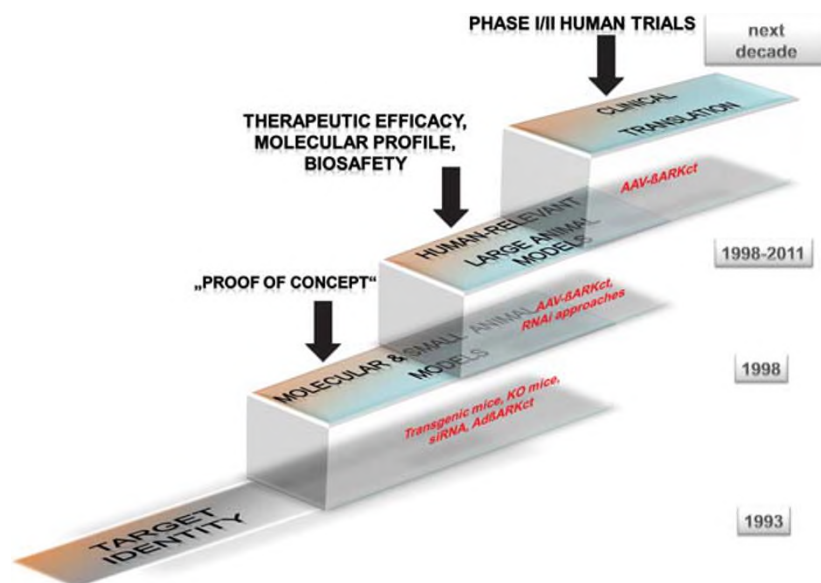 PHASE I/II HUMAN TRIALS
next
decade
CLINICAL
TRANSLATION
THERAPEUTIC EFFICACY,
MOLECULAR PROFILE,
BIOSAFETY
AAV-ßARKct
HUMAN-RELEVANT
LARGE ANIMAL
MODELS
1998-2011
„PROOF OF CONCEPT“
AAV-ßARKct,
RNAi approaches
MOLECULAR & SMALL ANIMAL
MODELS
1998
Transgenic mice, KO mice,
siRNA, AdßARKct
TARGET
IDENTITY
1993